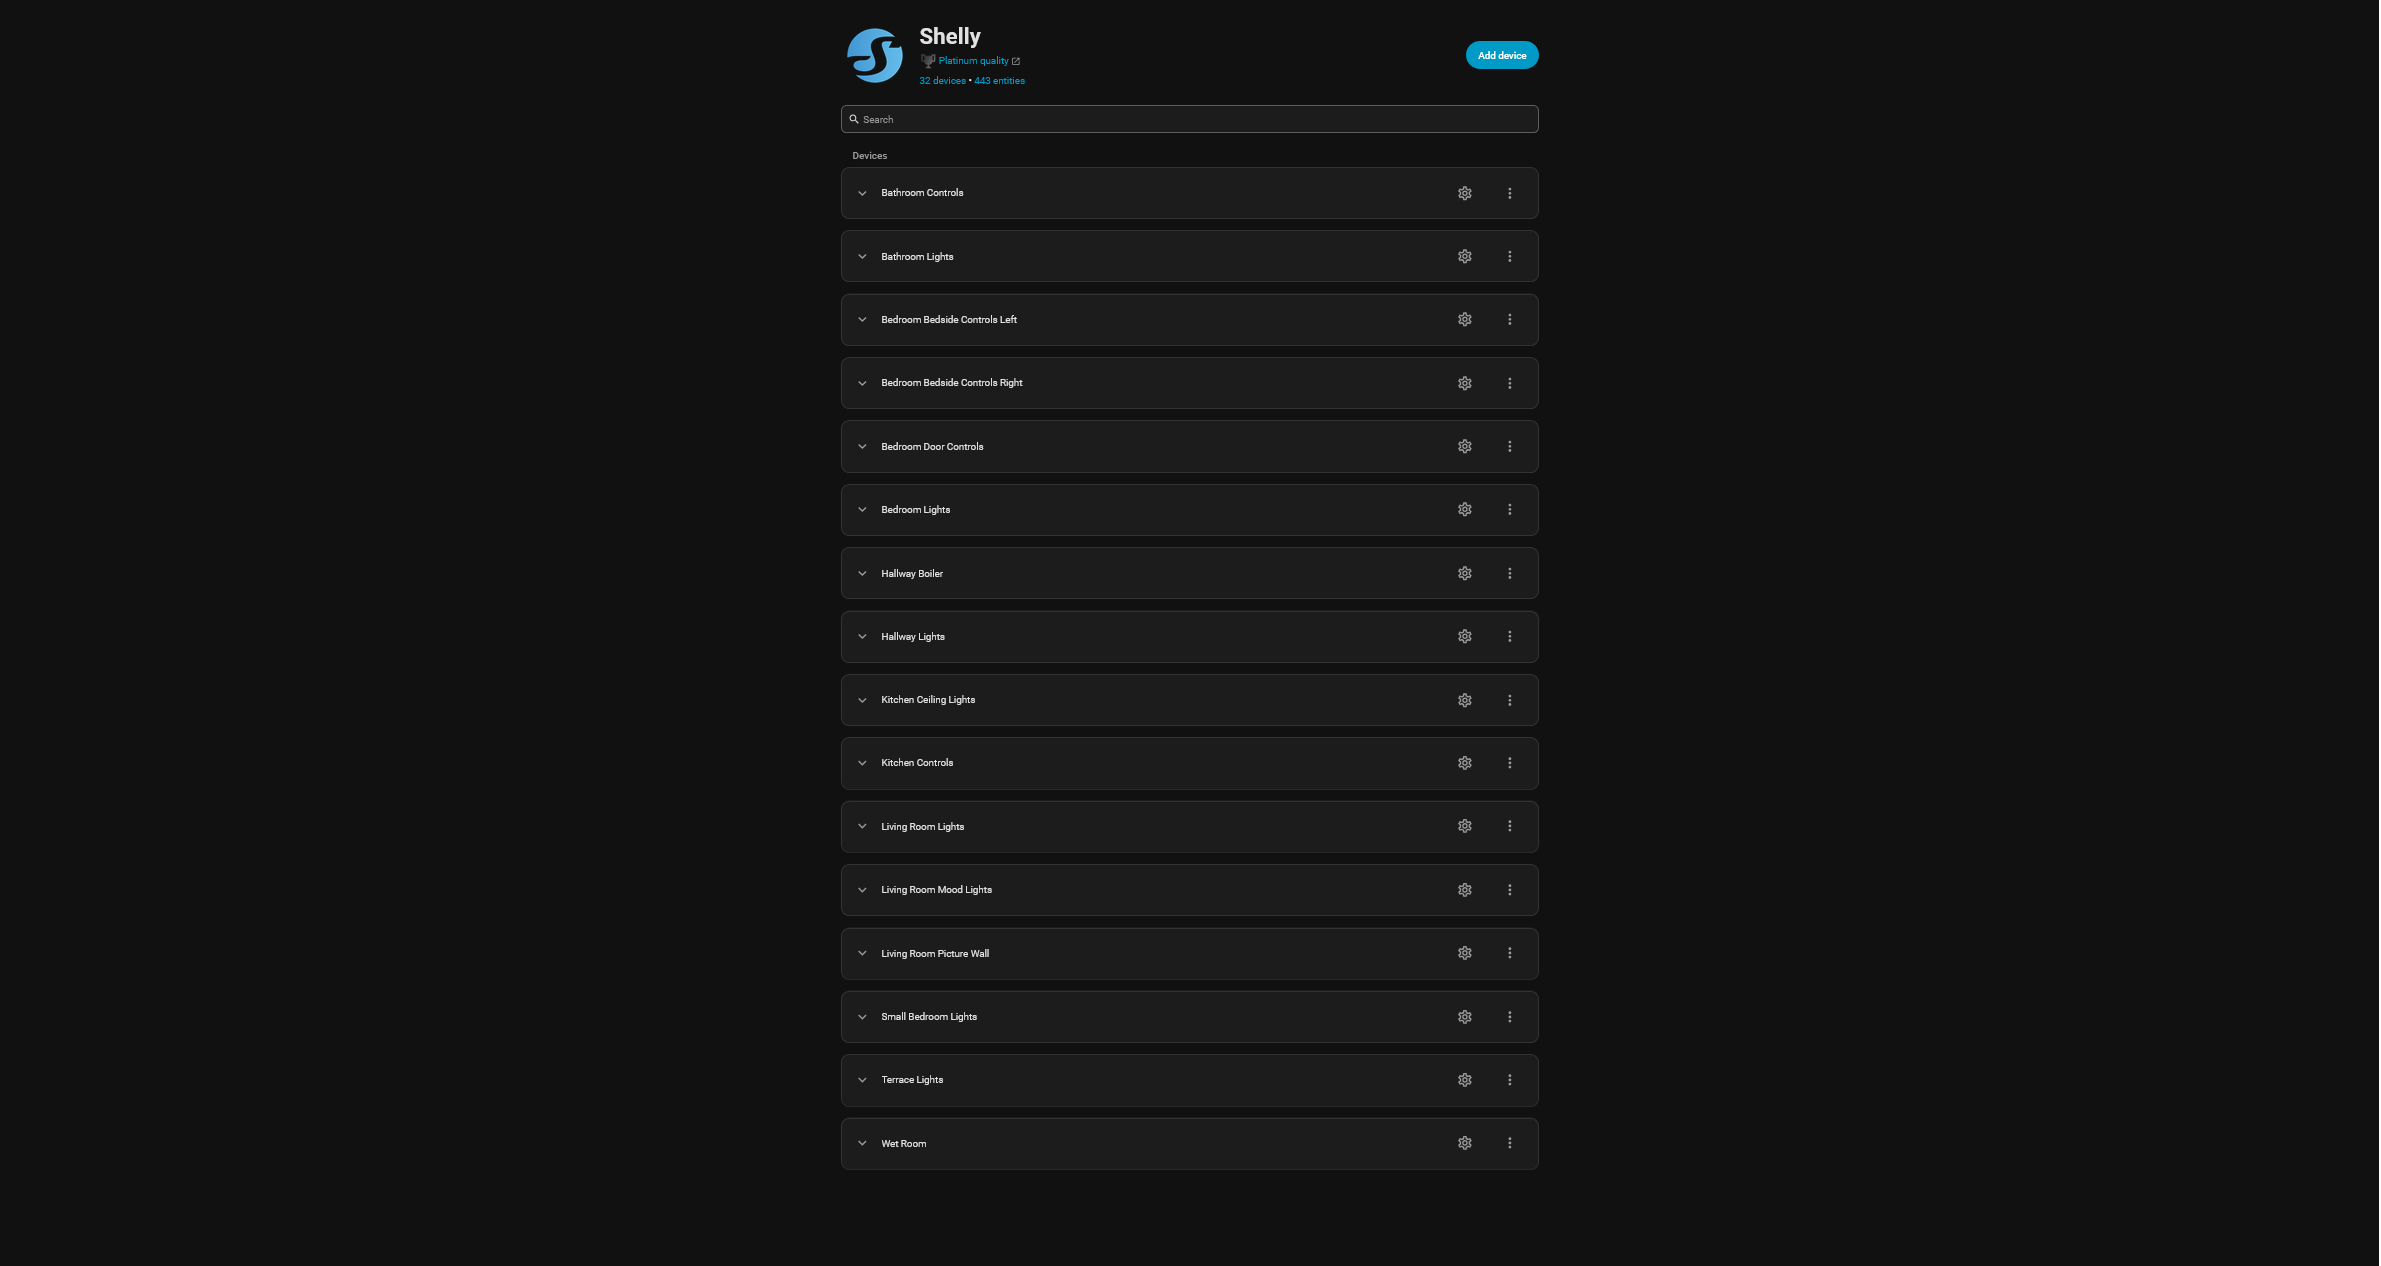 Shelly
Platinum quality
32 devices • 443 entities
Add device
Search
Devices
Bathroom Controls
Bathroom Lights
Bedroom Bedside Controls Left
Bedroom Bedside Controls Right
Bedroom Door Controls
Bedroom Lights
Hallway Boiler
Hallway Lights
Kitchen Ceiling Lights
Kitchen Controls
Living Room Lights
Living Room Mood Lights
Living Room Picture Wall
Small Bedroom Lights
Terrace Lights
Wet Room